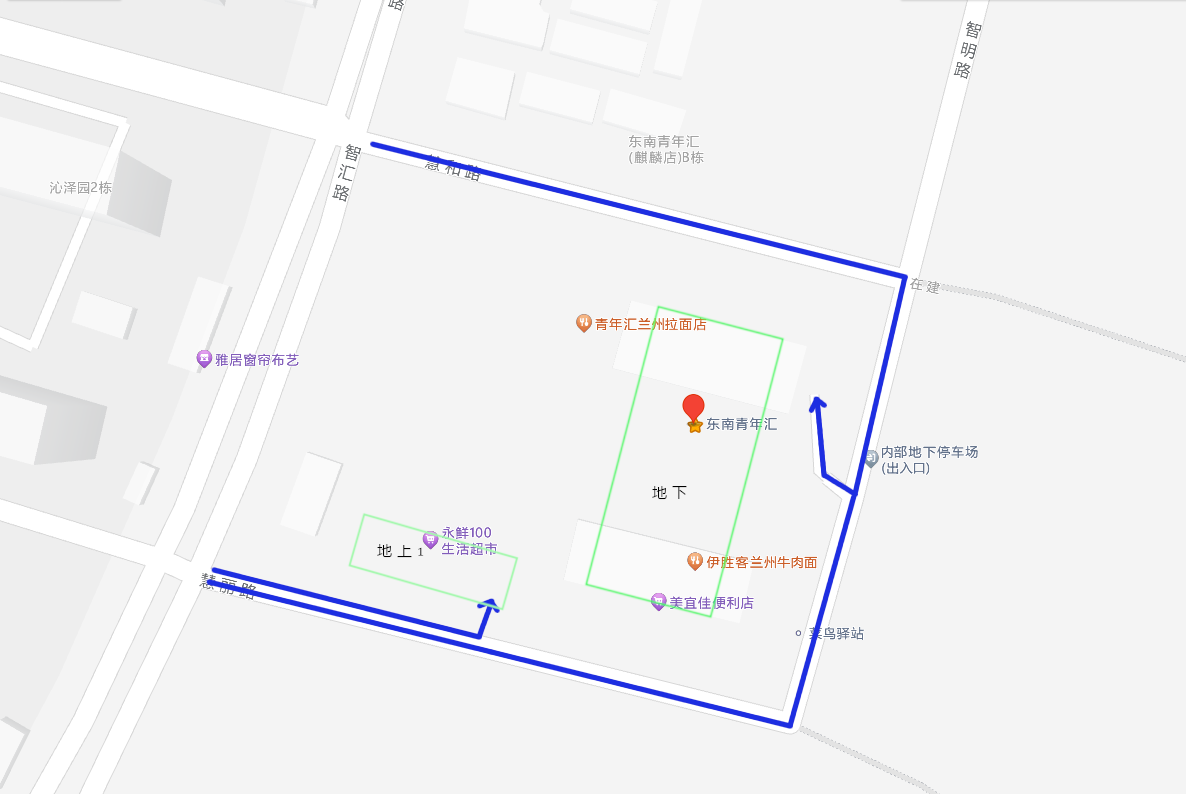 路
智明路
慧和路
智汇路
东南青年汇
(麒麟店)B栋
沁泽园2栋
在建
青年汇兰州拉面店
雅居窗帘布艺
东南青年汇
内部地下停车场
(出入口)
地下
永鲜100
生活超市
地上1
伊胜客兰州牛肉面
慧丽路
美宜佳便利店
菜鸟驿站